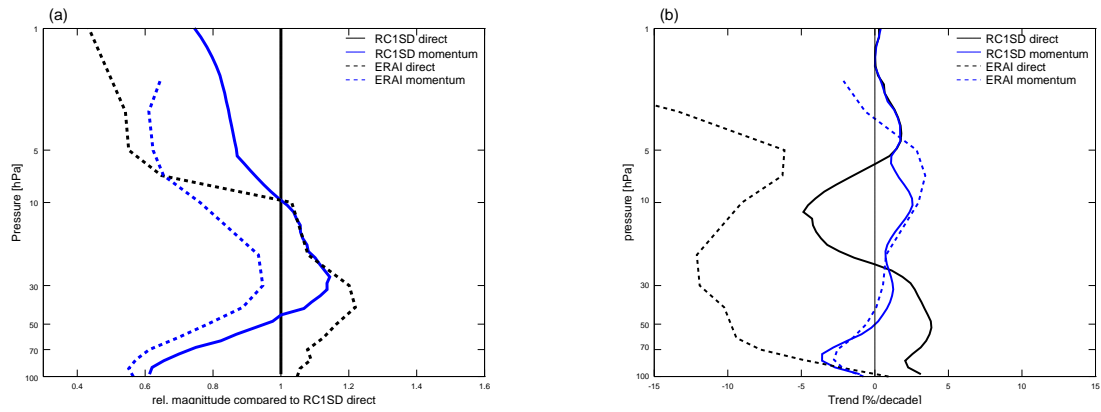 (a)
RC1SD direct
RC1SD momentum
ERAI direct
ERAI momentum
Pressure [hPa]
1
5
10
30
50
70
100
0.4 0.6 0.8 1 1.2 1.4 1.6
rel. magnitude compared to RC1SD direct
(b)
RC1SD direct
RC1SD momentum
ERAI direct
ERAI momentum
pressure [hPa]
1
5
10
30
50
70
100
-15 -10 -5 0 5 10 15
Trend [%/decade]